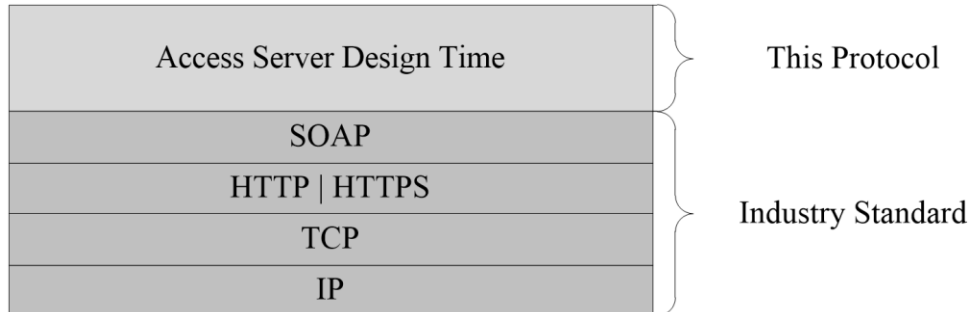 Access Server Design Time
This Protocol
SOAP
HTTP | HTTPS
TCP
IP
Industry Standard